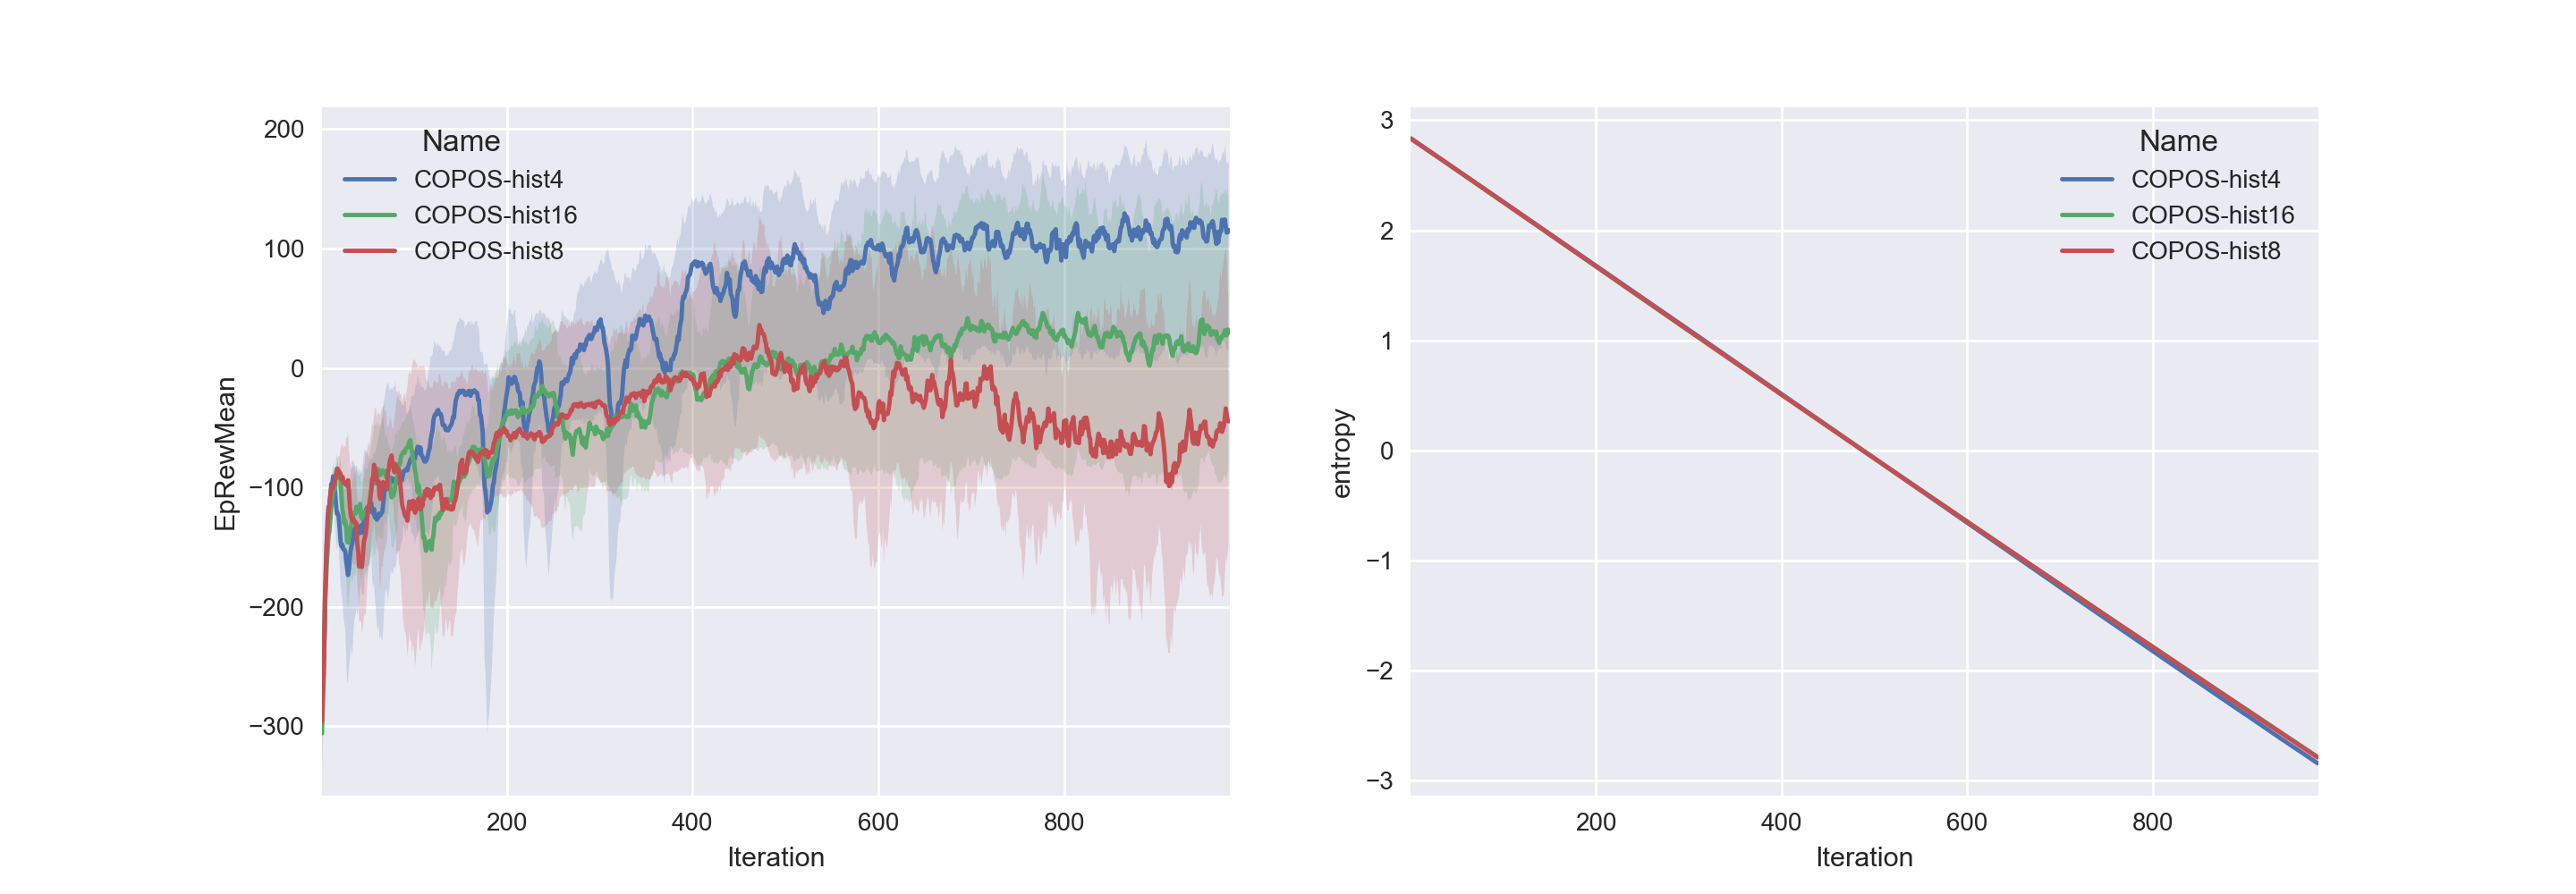 200
100
0
−100
−200
−300
EpRewMean
Name
COPOS-hist4
COPOS-hist16
COPOS-hist8
200 400 600 800
Iteration
3
2
1
0
−1
−2
−3
entropy
Name
COPOS-hist4
COPOS-hist16
COPOS-hist8
200 400 600 800
Iteration